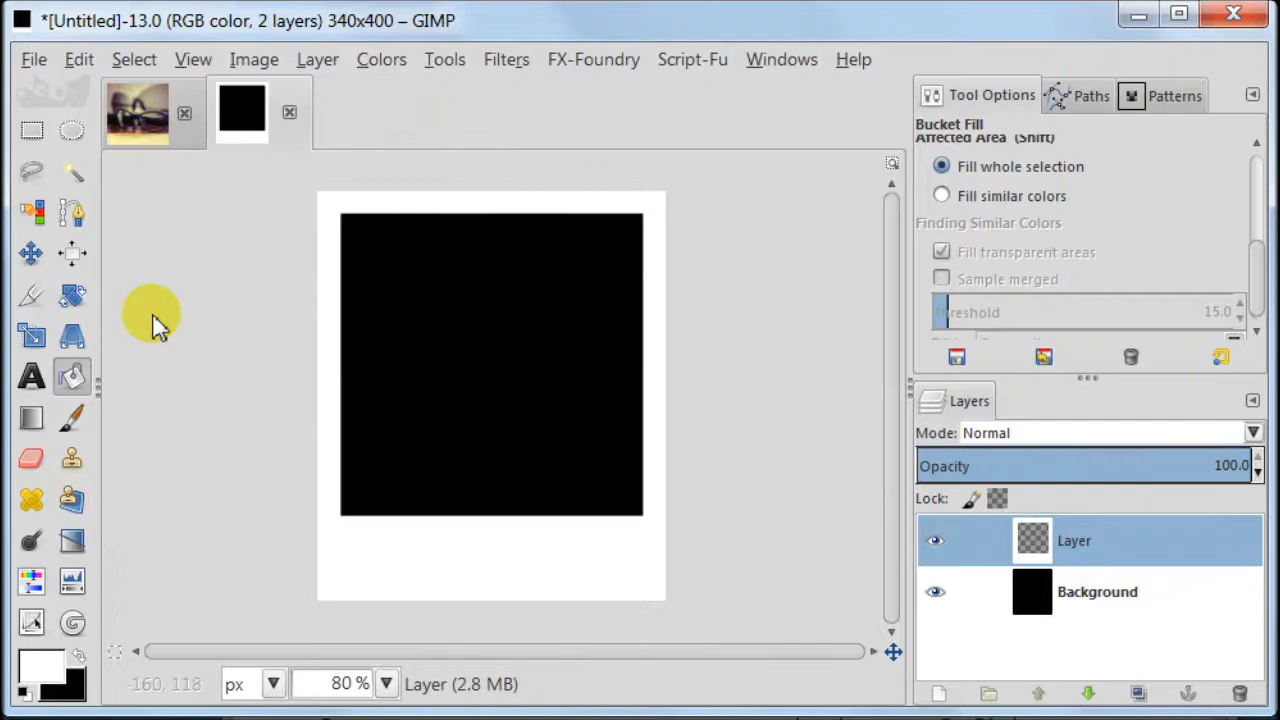 *[Untitled]-13.0 (RGB color, 2 layers) 340x400 – GIMP
File Edit Select View Image Layer Colors Tools Filters FX-Foundry Script-Fu Windows Help
Tool Options Paths Patterns
Bucket Fill
Affected Area (Shift)
Fill whole selection
Fill similar colors
Finding Similar Colors
Fill transparent areas
Sample merged
Threshold 15.0
Layers
Mode: Normal
Opacity 100.0
Lock:
Layer
Background
-160, 118 px 80 % Layer (2.8 MB)